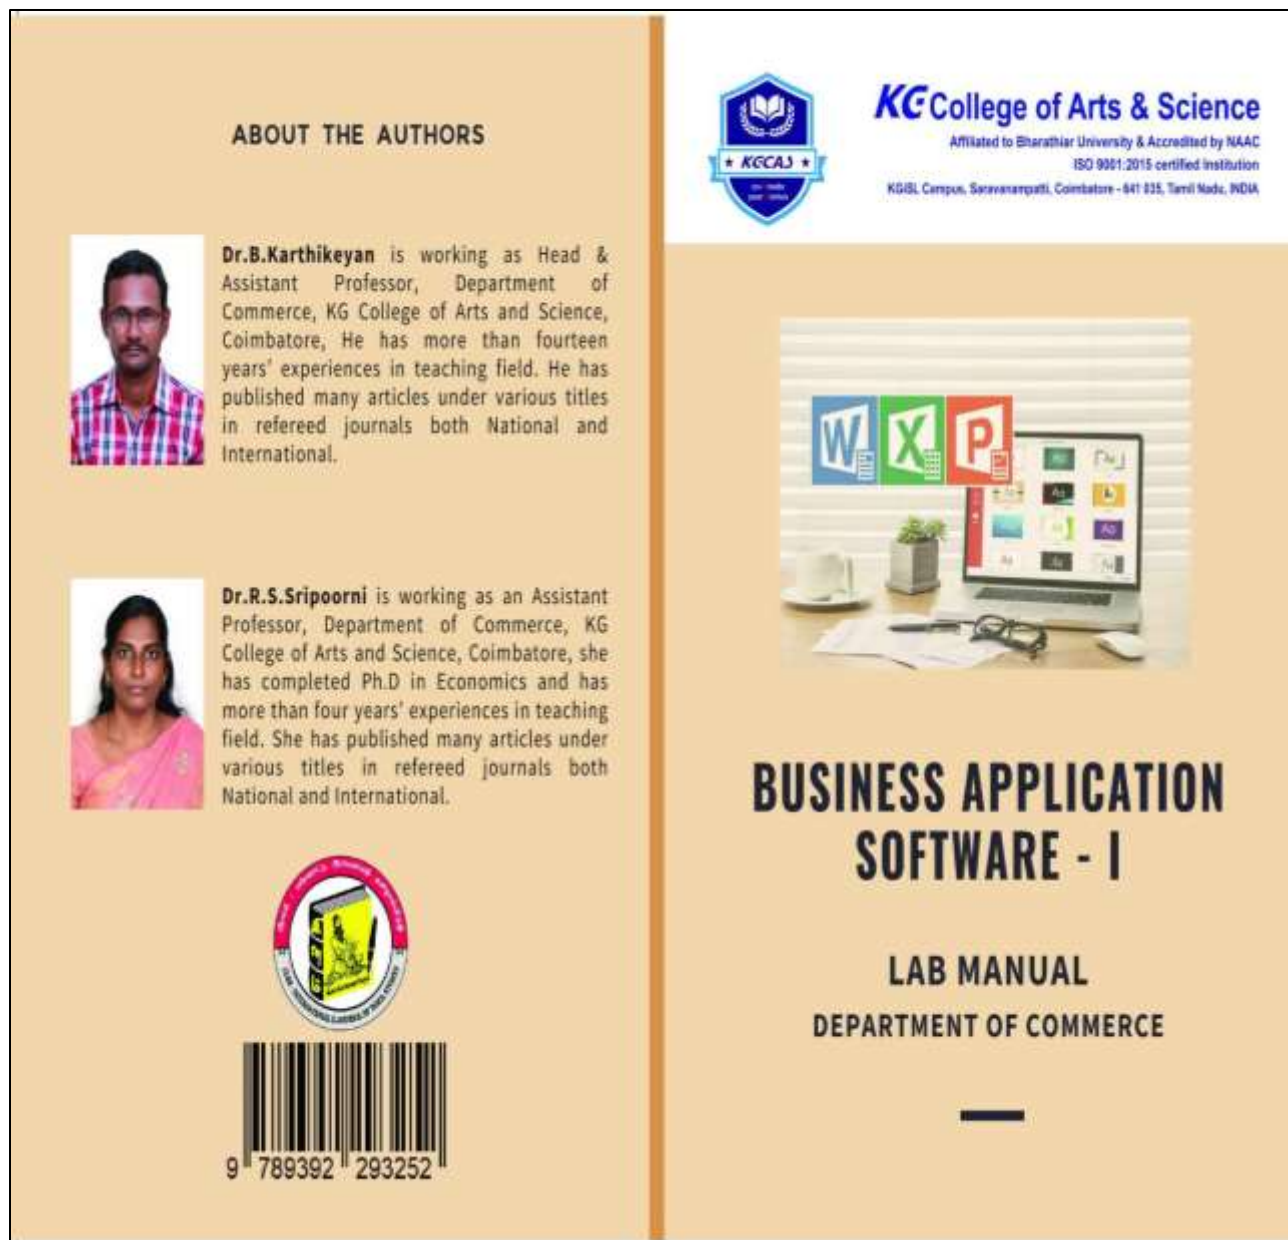 ABOUT THE AUTHORS
Dr.B.Karthikeyan is working as Head &
Assistant Professor, Department of
Commerce, KG College of Arts and Science,
Coimbatore, He has more than fourteen
years' experiences in teaching field. He has
published many articles under various titles
in refereed journals both National and
International.
Dr.R.S.Sripoorni is working as an Assistant
Professor, Department of Commerce, KG
College of Arts and Science, Coimbatore, she
has completed Ph.D in Economics and has
more than four years' experiences in teaching
field. She has published many articles under
various titles in refereed journals both
National and International.
9 789392 293252
KGCAS
KG College of Arts & Science
Affiliated to Bharathiar University & Accredited by NAAC
ISO 9001:2015 certified Institution
KGiSL Campus, Saravanampatti, Coimbatore - 641 035, Tamil Nadu, INDIA
W X P
BUSINESS APPLICATION
SOFTWARE - I
LAB MANUAL
DEPARTMENT OF COMMERCE